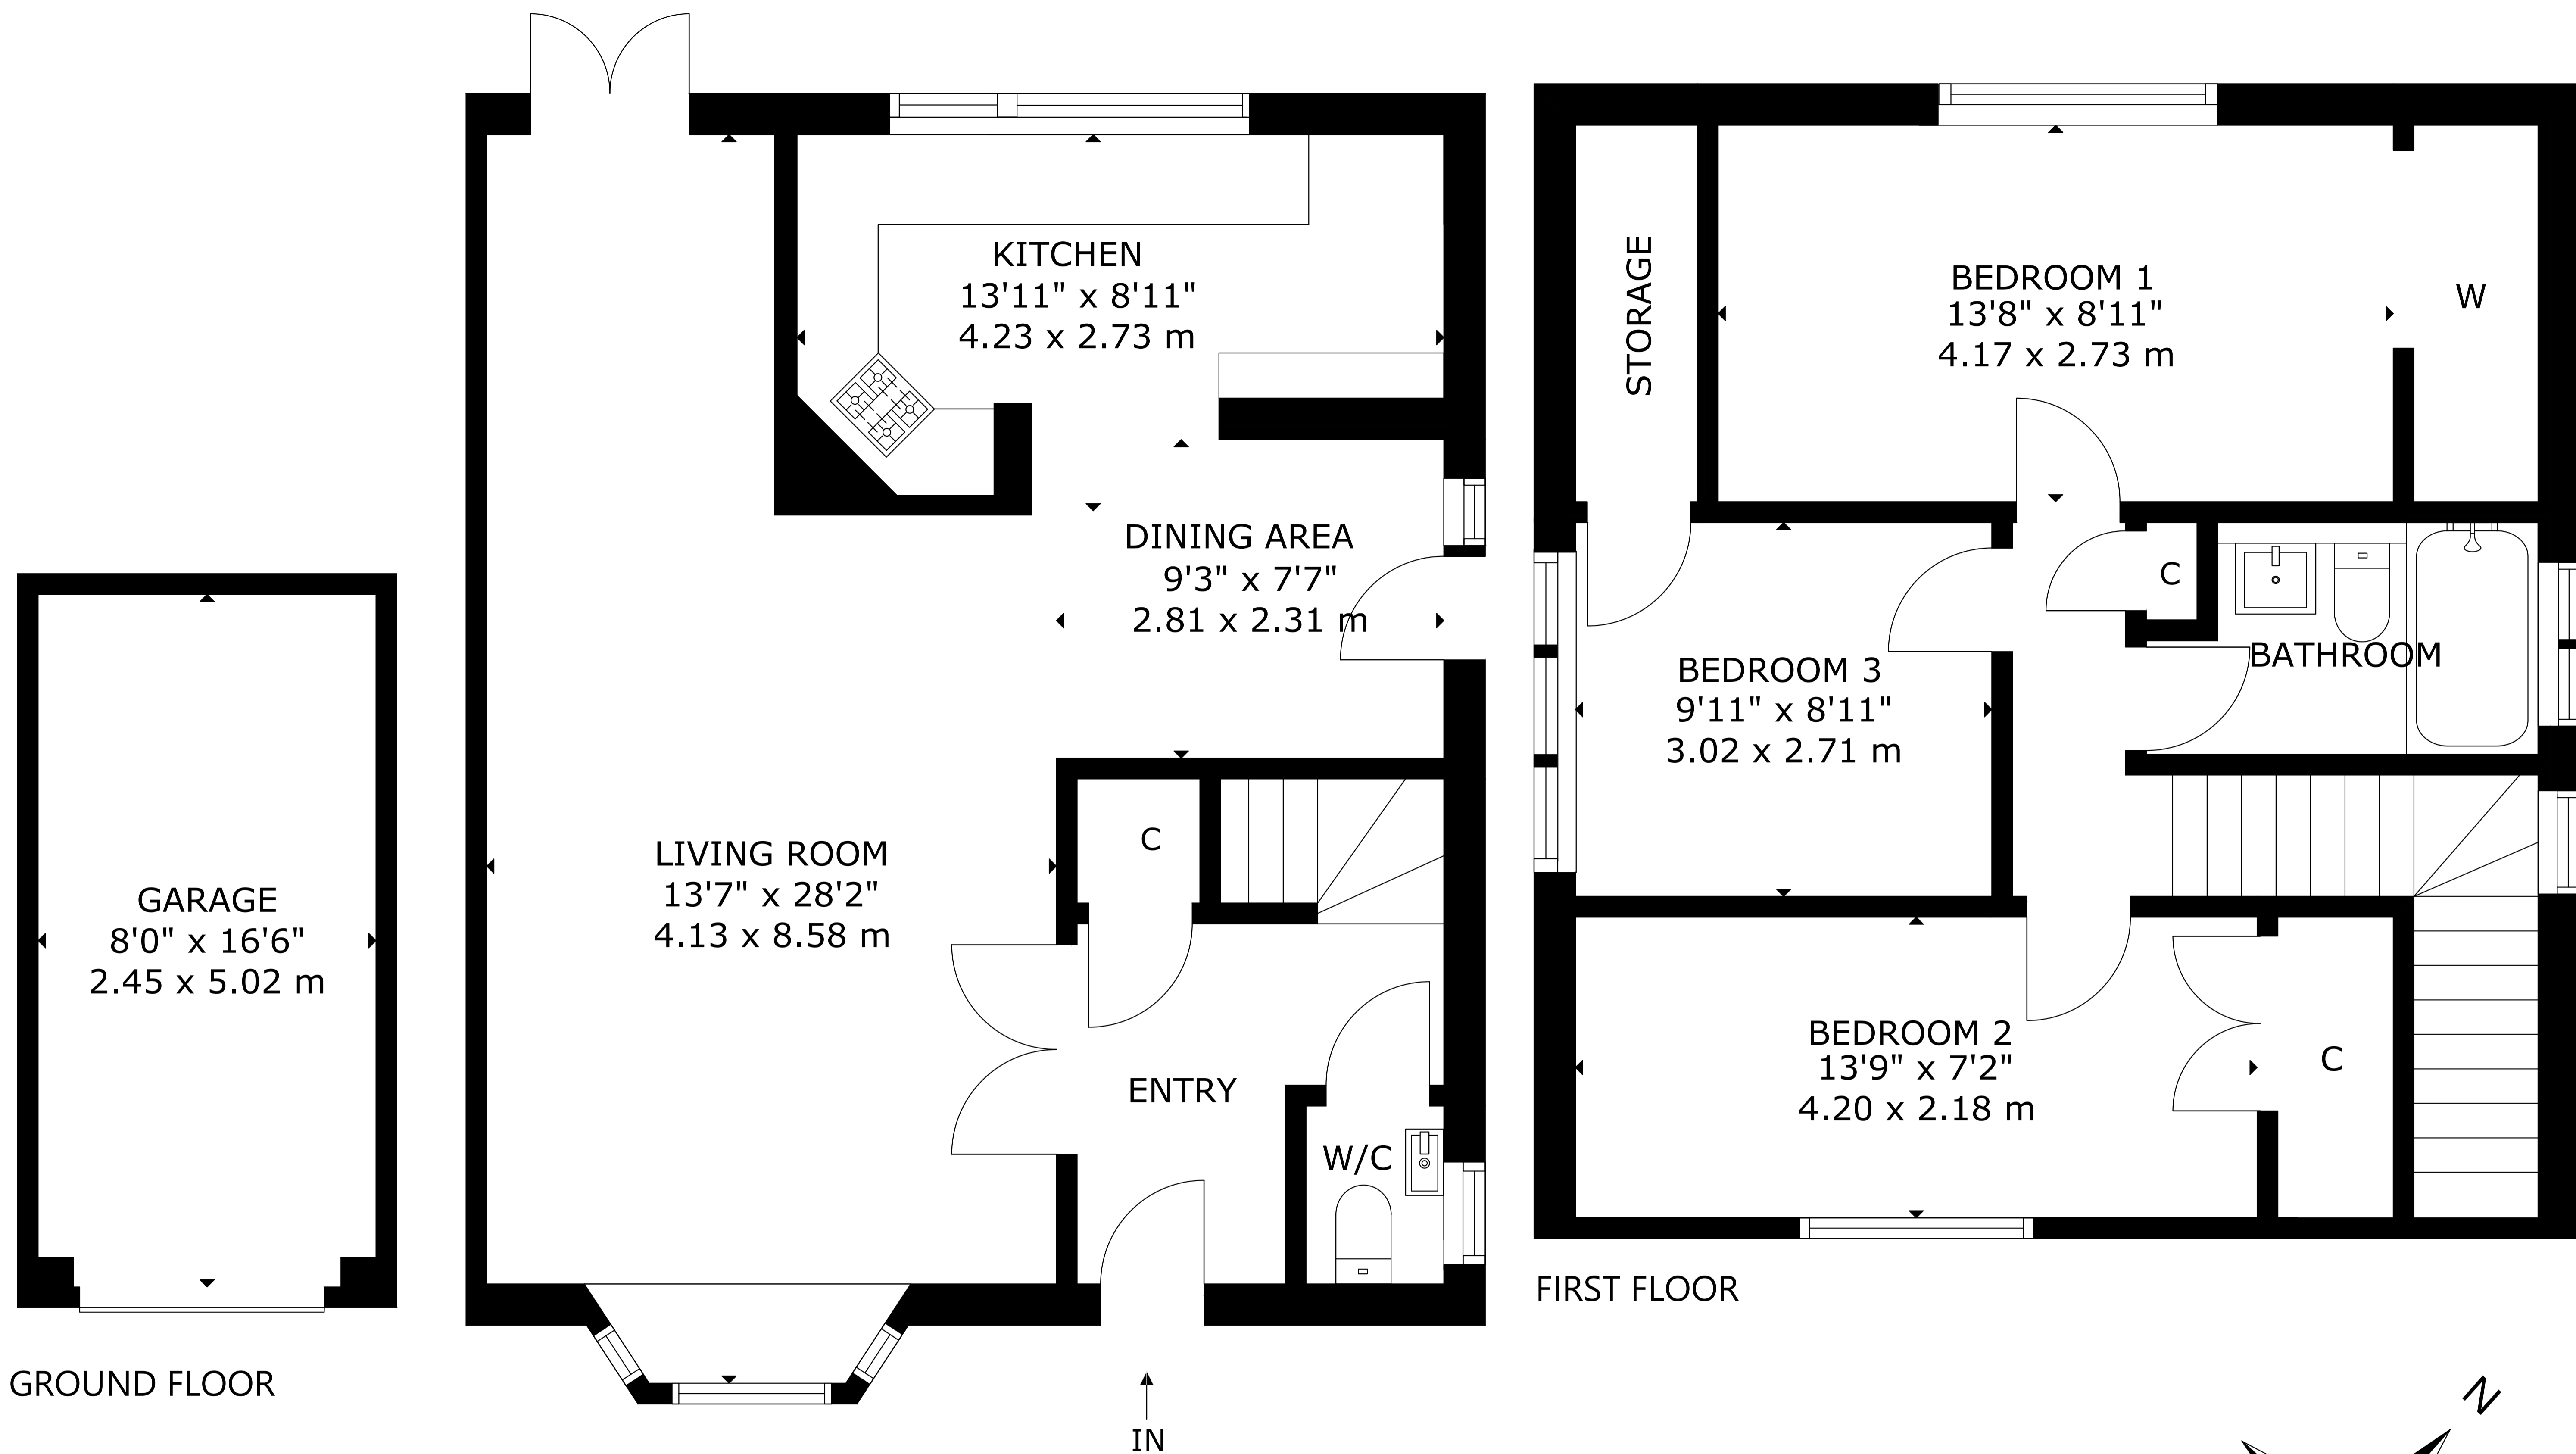 GARAGE
8'0" x 16'6"
2.45 x 5.02 m
GROUND FLOOR
KITCHEN
13'11" x 8'11"
4.23 x 2.73 m
DINING AREA
9'3" x 7'7"
2.81 x 2.31 m
LIVING ROOM
13'7" x 28'2"
4.13 x 8.58 m
C
ENTRY
W/C
IN
STORAGE
BEDROOM 1
13'8" x 8'11"
4.17 x 2.73 m
W
C
BATHROOM
BEDROOM 3
9'11" x 8'11"
3.02 x 2.71 m
BEDROOM 2
13'9" x 7'2"
4.20 x 2.18 m
C
FIRST FLOOR
N